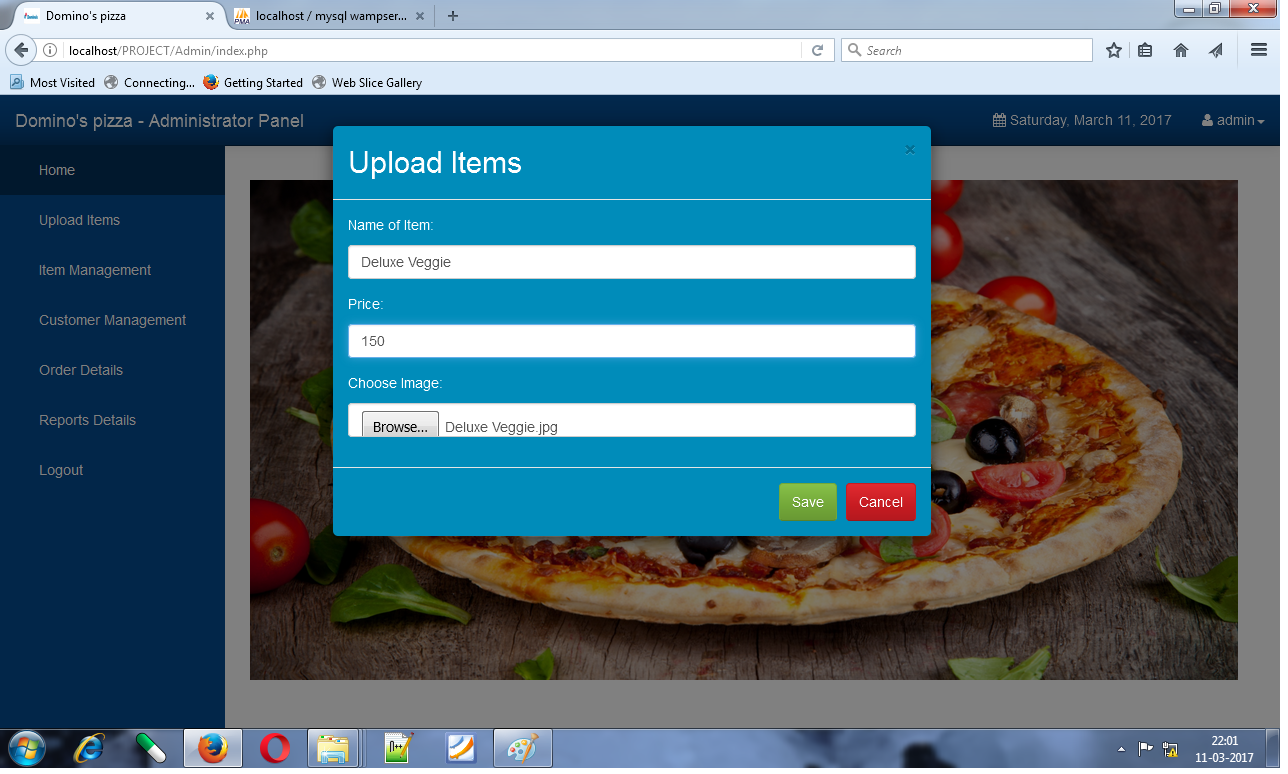 Domino's pizza
localhost / mysql wampser...
localhost/PROJECT/Admin/index.php
Search
Most Visited
Connecting...
Getting Started
Web Slice Gallery
Domino's pizza - Administrator Panel
Saturday, March 11, 2017
admin
Home
Upload Items
Item Management
Customer Management
Order Details
Reports Details
Logout
Upload Items
×
Name of Item:
Deluxe Veggie
Price:
150
Choose Image:
Browse... Deluxe Veggie.jpg
Save
Cancel
22:01
11-03-2017